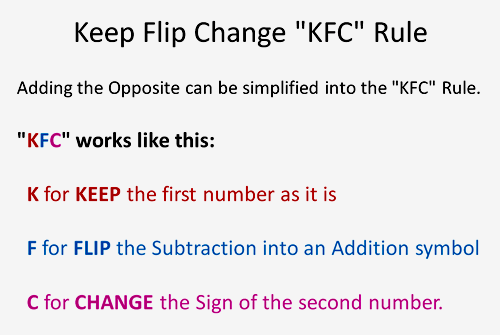 Keep Flip Change "KFC" Rule
Adding the Opposite can be simplified into the "KFC" Rule.
"KFC" works like this:
K for KEEP the first number as it is
F for FLIP the Subtraction into an Addition symbol
C for CHANGE the Sign of the second number.